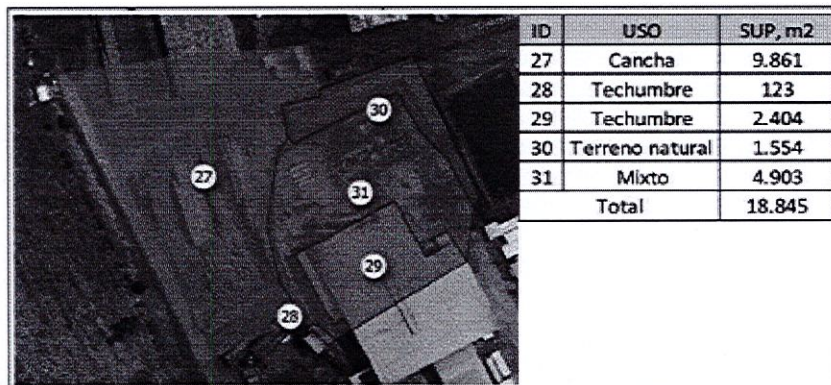 ID USO SUP, m2
27 Cancha 9.861
28 Techumbre 123
29 Techumbre 2.404
30 Terreno natural 1.554
31 Mixto 4.903
Total 18.845
30
27
31
29
28